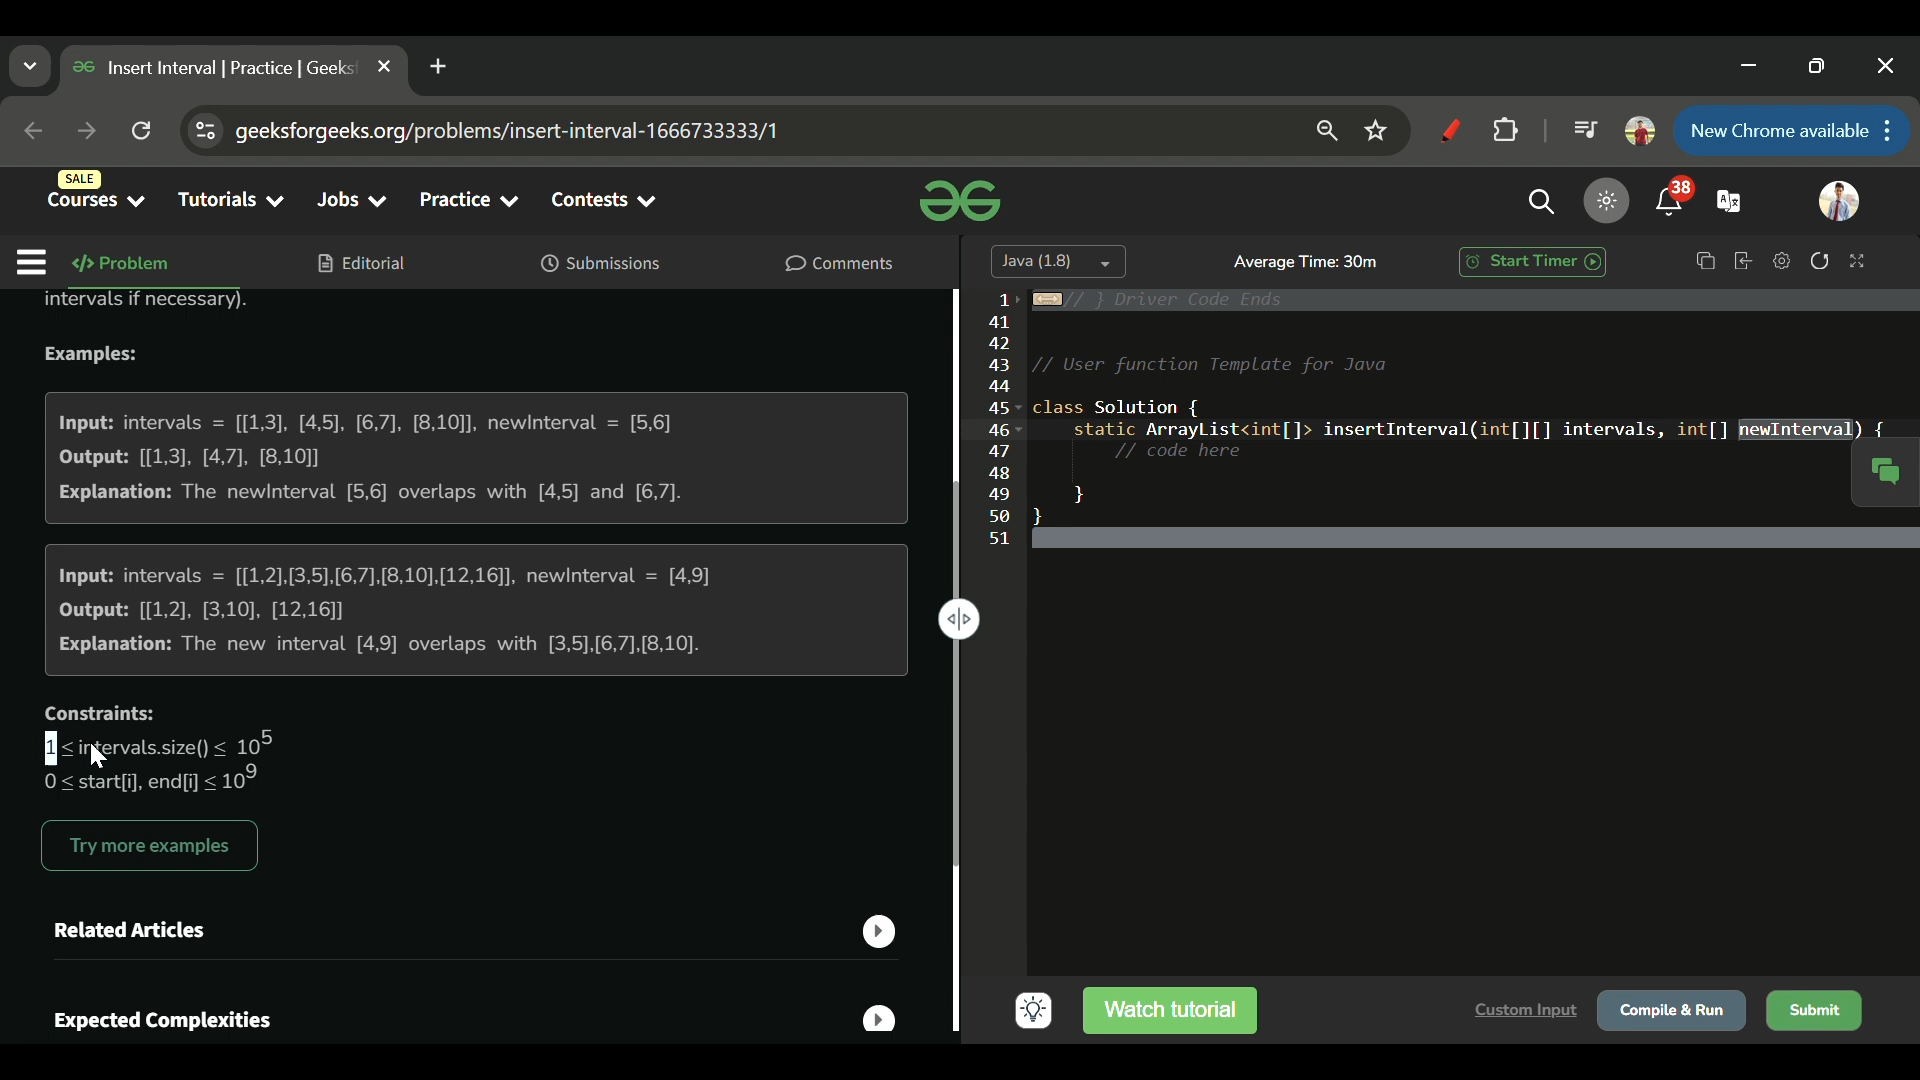 Insert Interval | Practice | Geeks
geeksforgeeks.org/problems/insert-interval-1666733333/1
New Chrome available
SALE
Courses
Tutorials
Jobs
Practice
Contests
38
</> Problem
Editorial
Submissions
Comments
Java (1.8)
Average Time: 30m
Start Timer
intervals if necessary).
Examples:
Input: intervals = [[1,3], [4,5], [6,7], [8,10]], newInterval = [5,6]
Output: [[1,3], [4,7], [8,10]]
Explanation: The newInterval [5,6] overlaps with [4,5] and [6,7].
Input: intervals = [[1,2],[3,5],[6,7],[8,10],[12,16]], newInterval = [4,9]
Output: [[1,2], [3,10], [12,16]]
Explanation: The new interval [4,9] overlaps with [3,5],[6,7],[8,10].
Constraints:
1 ≤ intervals.size() ≤ 10⁵
0 ≤ start[i], end[i] ≤ 10⁹
Try more examples
Related Articles
Expected Complexities
1 // } Driver Code Ends
41
42
43 // User function Template for Java
44
45 class Solution {
46 static ArrayList<int[]> insertInterval(int[][] intervals, int[] newInterval) {
47 // code here
48
49 }
50 }
51
Watch tutorial
Custom Input
Compile & Run
Submit